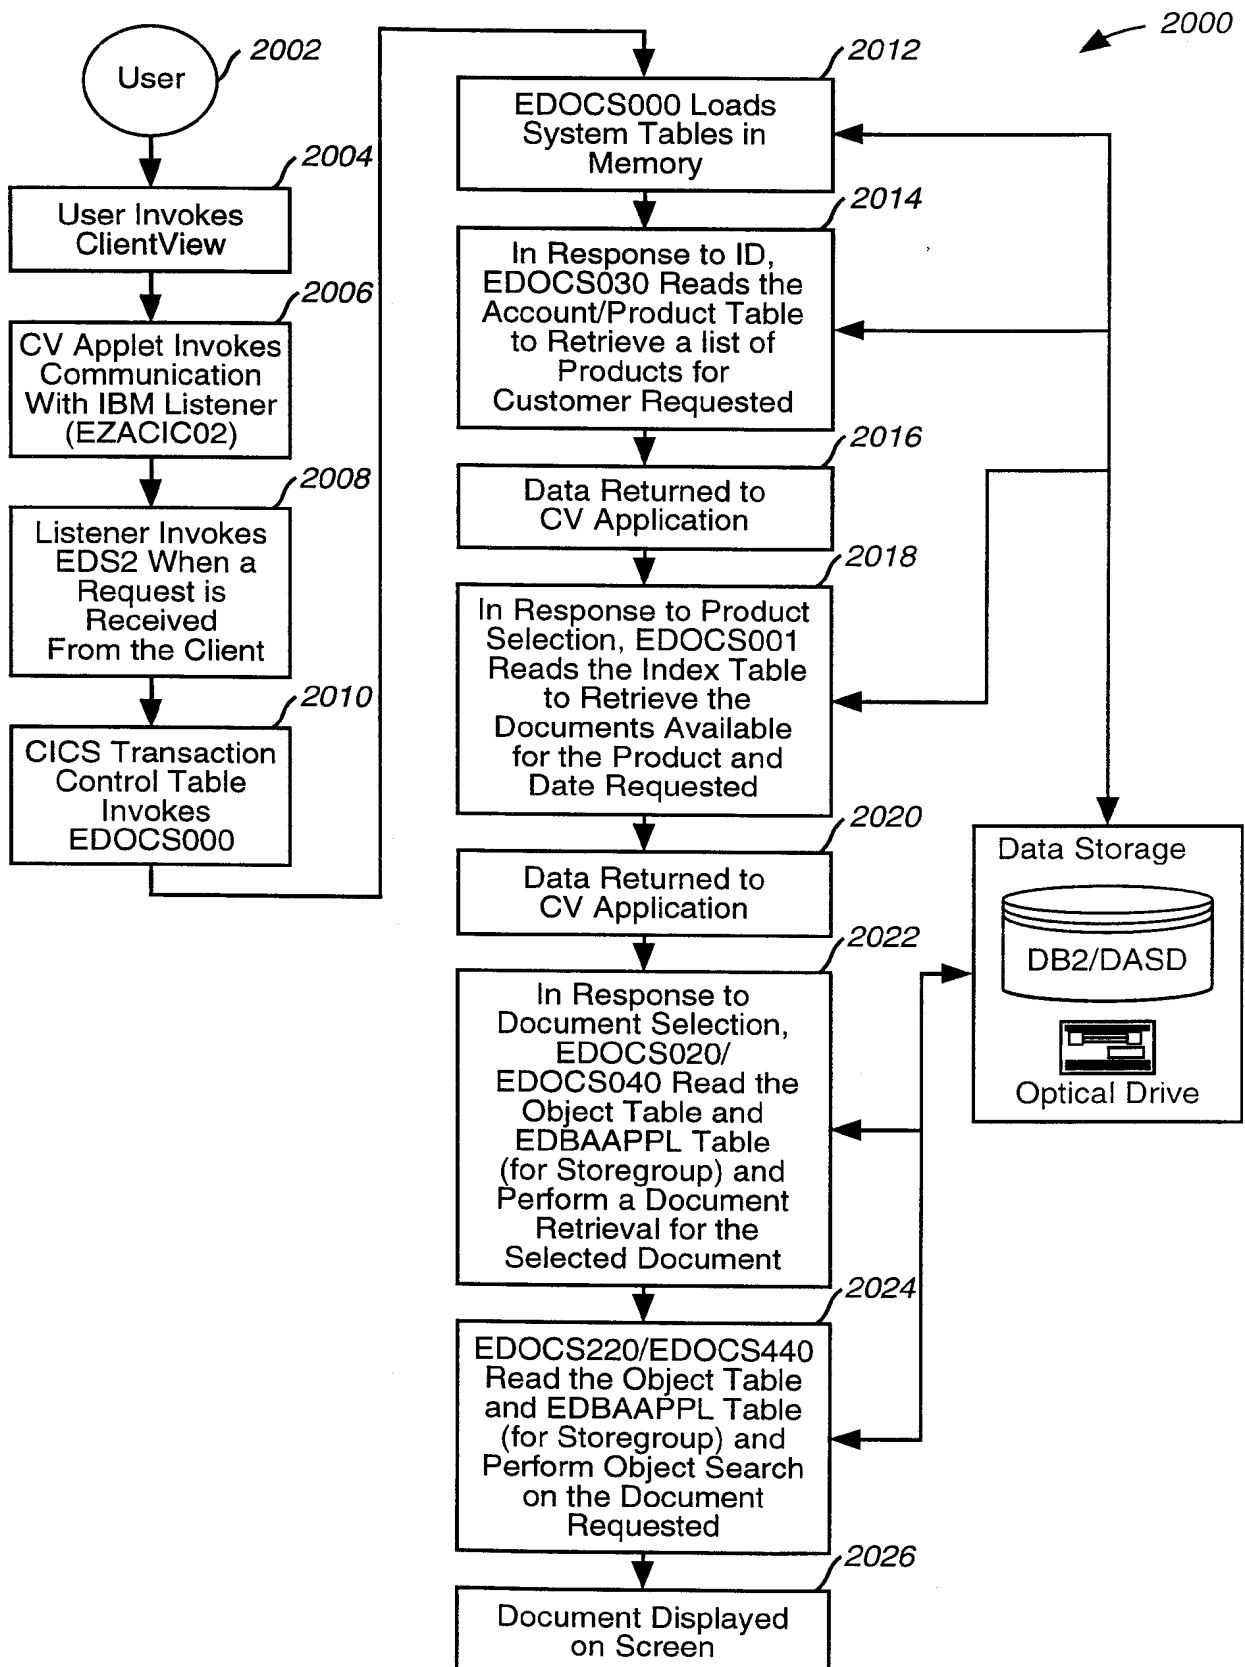 2000
2002
User
2004
User Invokes
ClientView
2006
CV Applet Invokes
Communication
With IBM Listener
(EZACIC02)
2008
Listener Invokes
EDS2 When a
Request is
Received
From the Client
2010
CICS Transaction
Control Table
Invokes
EDOCS000
2012
EDOCS000 Loads
System Tables in
Memory
2014
In Response to ID,
EDOCS030 Reads the
Account/Product Table
to Retrieve a list of
Products for
Customer Requested
2016
Data Returned to
CV Application
2018
In Response to Product
Selection, EDOCS001
Reads the Index Table
to Retrieve the
Documents Available
for the Product and
Date Requested
2020
Data Returned to
CV Application
2022
In Response to
Document Selection,
EDOCS020/
EDOCS040 Read the
Object Table and
EDBAAPPL Table
(for Storegroup) and
Perform a Document
Retrieval for the
Selected Document
2024
EDOCS220/EDOCS440
Read the Object Table
and EDBAAPPL Table
(for Storegroup) and
Perform Object Search
on the Document
Requested
2026
Document Displayed
on Screen
Data Storage
DB2/DASD
Optical Drive